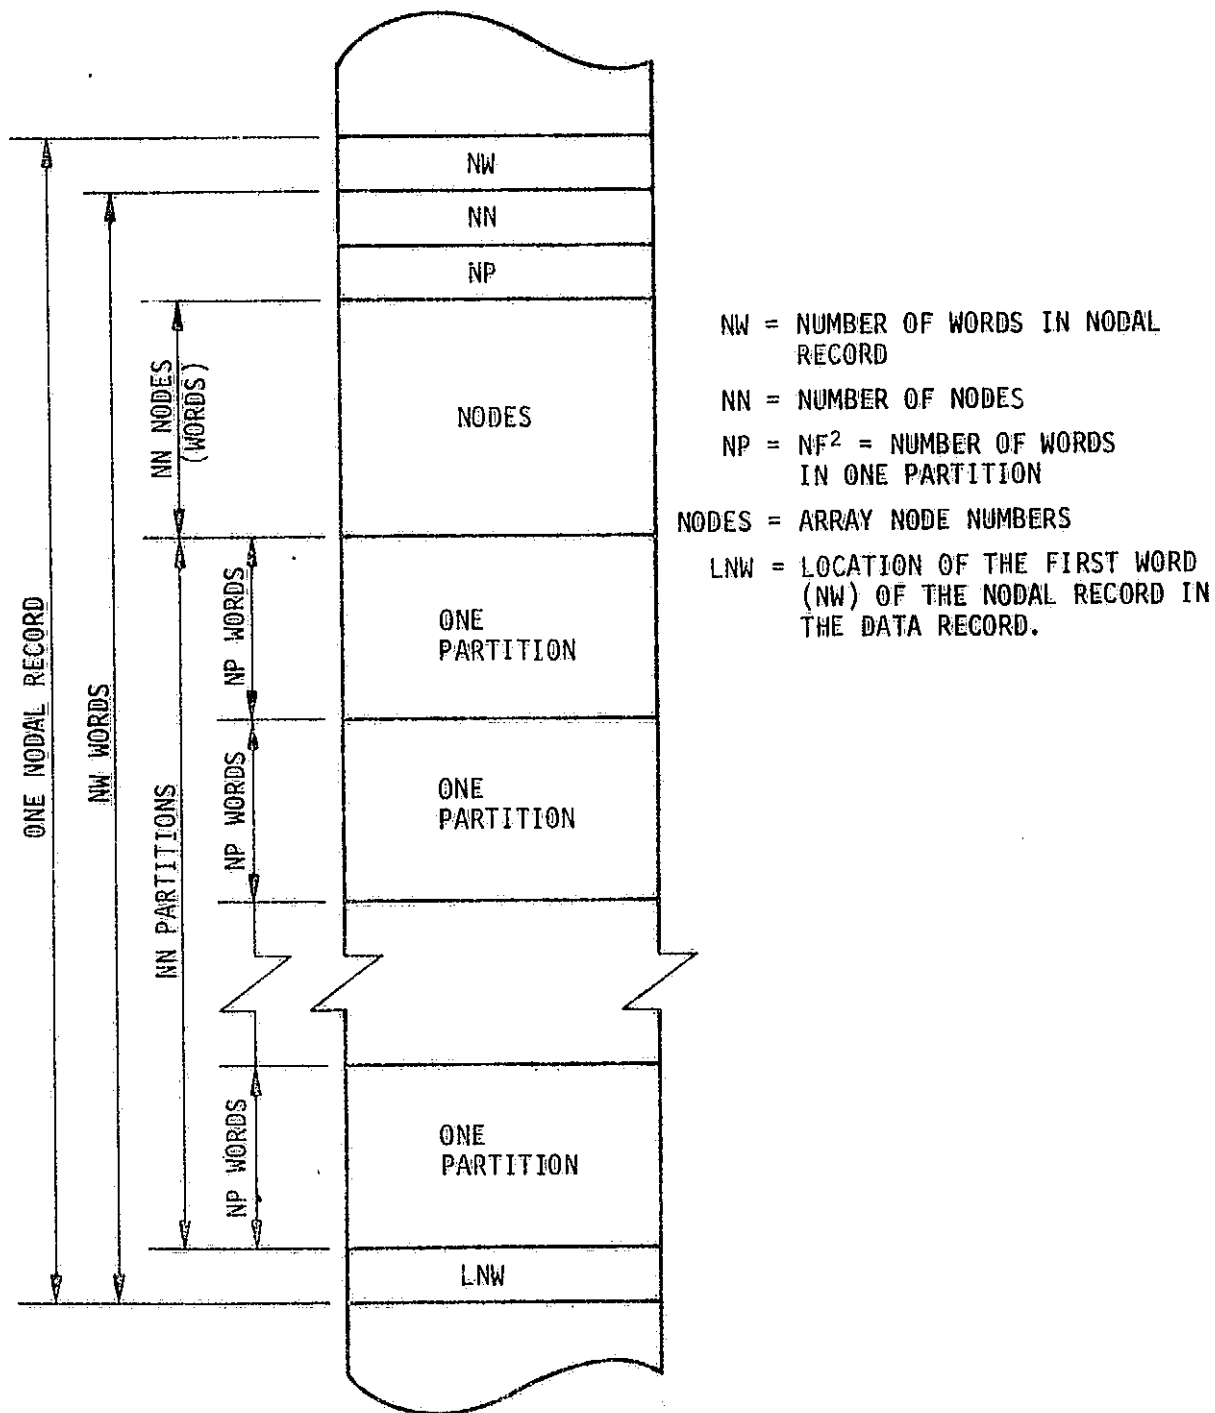 NW
NN
NP
NODES
ONE
PARTITION
ONE
PARTITION
ONE
PARTITION
LNW
ONE NODAL RECORD
NW WORDS
NN NODES
(WORDS)
NN PARTITIONS
NP WORDS
NP WORDS
NP WORDS
NW = NUMBER OF WORDS IN NODAL
RECORD
NN = NUMBER OF NODES
NP = NF² = NUMBER OF WORDS
IN ONE PARTITION
NODES = ARRAY NODE NUMBERS
LNW = LOCATION OF THE FIRST WORD
(NW) OF THE NODAL RECORD IN
THE DATA RECORD.